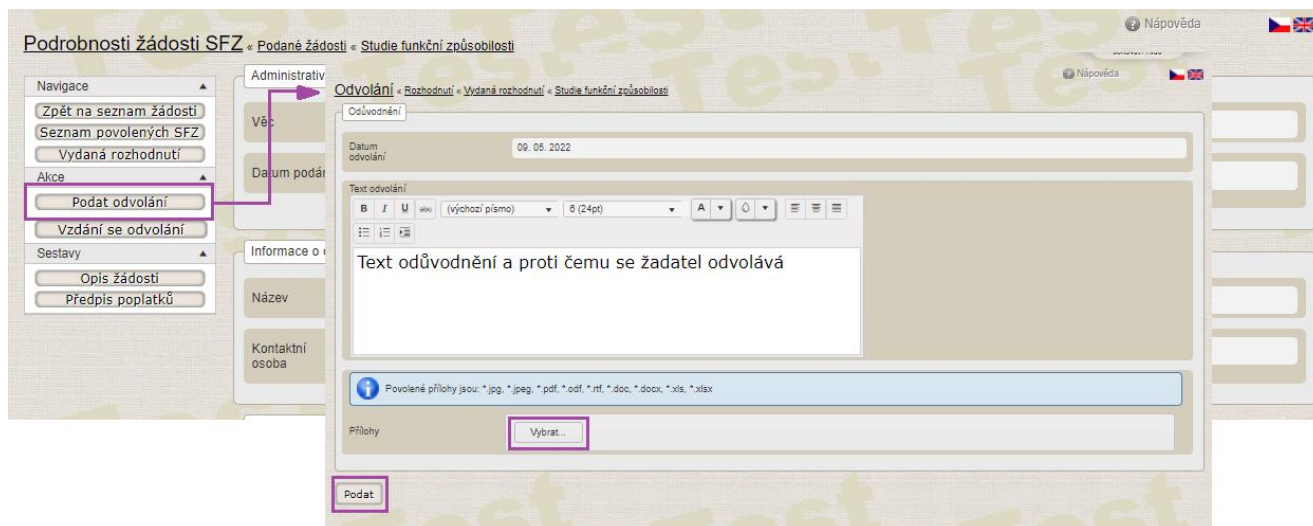 Nápověda
Podrobnosti žádosti SFZ « Podané žádosti « Studie funkční způsobilosti
Navigace
Zpět na seznam žádosti
Seznam povolených SFZ
Vydaná rozhodnutí
Akce
Podat odvolání
Vzdání se odvolání
Sestavy
Opis žádosti
Předpis poplatků
Administrativ
Věc
Datum podán
Informace o
Název
Kontaktní
osoba
Nápověda
Odvolání « Rozhodnutí « Vydaná rozhodnutí « Studie funkční způsobilosti
Odůvodnění
Datum
odvolání
09. 05. 2022
Text odvolání
B I U abc (výchozí písmo) 6 (24pt) A
Text odůvodnění a proti čemu se žadatel odvolává
Povolené přílohy jsou: *.jpg, *.jpeg, *.pdf, *.odf, *.rtf, *.doc, *.docx, *.xls, *.xlsx
Přílohy
Vybrat...
Podat
Test